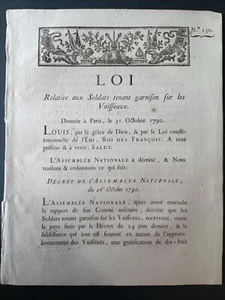 N.° 130.
LOI
Relative aux Soldats tenant garnison sur les
Vaisseaux.
Donnée à Paris, le 31 Octobre 1790.
LOUIS, par la grâce de Dieu, & par la Loi consti-
tutionnelle de l'État, ROI DES FRANÇOIS: A tous
présens & à venir; SALUT.
L'ASSEMBLÉE NATIONALE a décrété, & Nous
voulons & ordonnons ce qui suit:
DÉCRET DE L'ASSEMBLÉE NATIONALE,
du 26 Octobre 1790.
L'ASSEMBLÉE NATIONALE, après avoir entendu
le rapport de son Comité militaire, décrète que les
Soldats tenant garnison sur les Vaisseaux, recevront, outre
la paye fixée par le Décret du 24 juin dernier, & la
subsistance qui leur est fournie en nature de l'approvi-
sionnement des Vaisseaux, une gratification de dix-huit